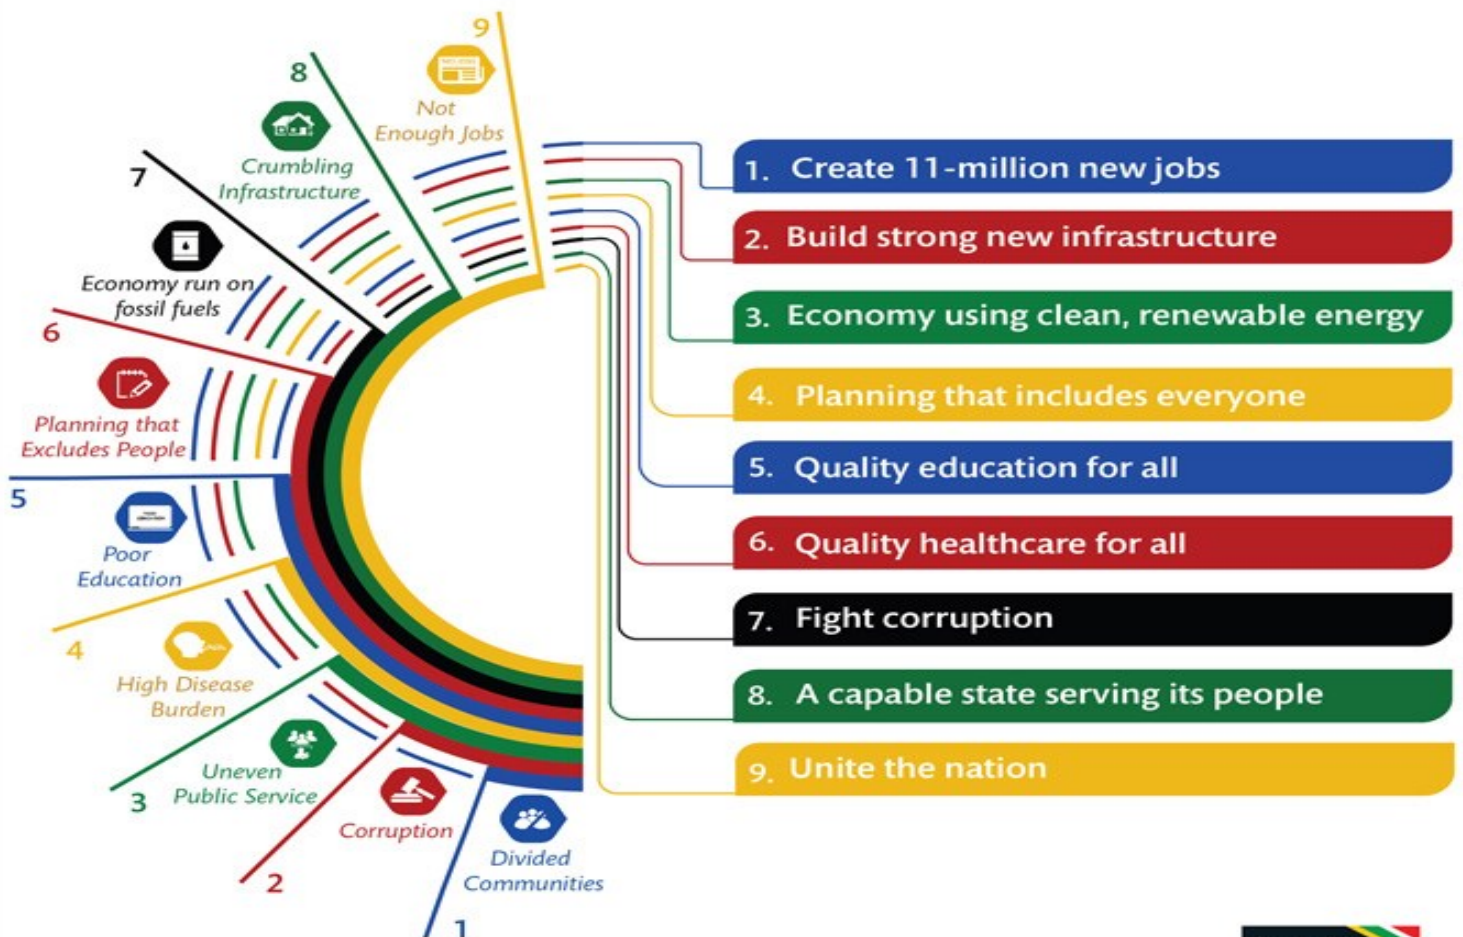 9
Not
Enough Jobs
8
Crumbling
Infrastructure
7
Economy run on
fossil fuels
6
Planning that
Excludes People
5
Poor
Education
4
High Disease
Burden
3
Uneven
Public Service
2
Corruption
1
Divided
Communities
1. Create 11-million new jobs
2. Build strong new infrastructure
3. Economy using clean, renewable energy
4. Planning that includes everyone
5. Quality education for all
6. Quality healthcare for all
7. Fight corruption
8. A capable state serving its people
9. Unite the nation